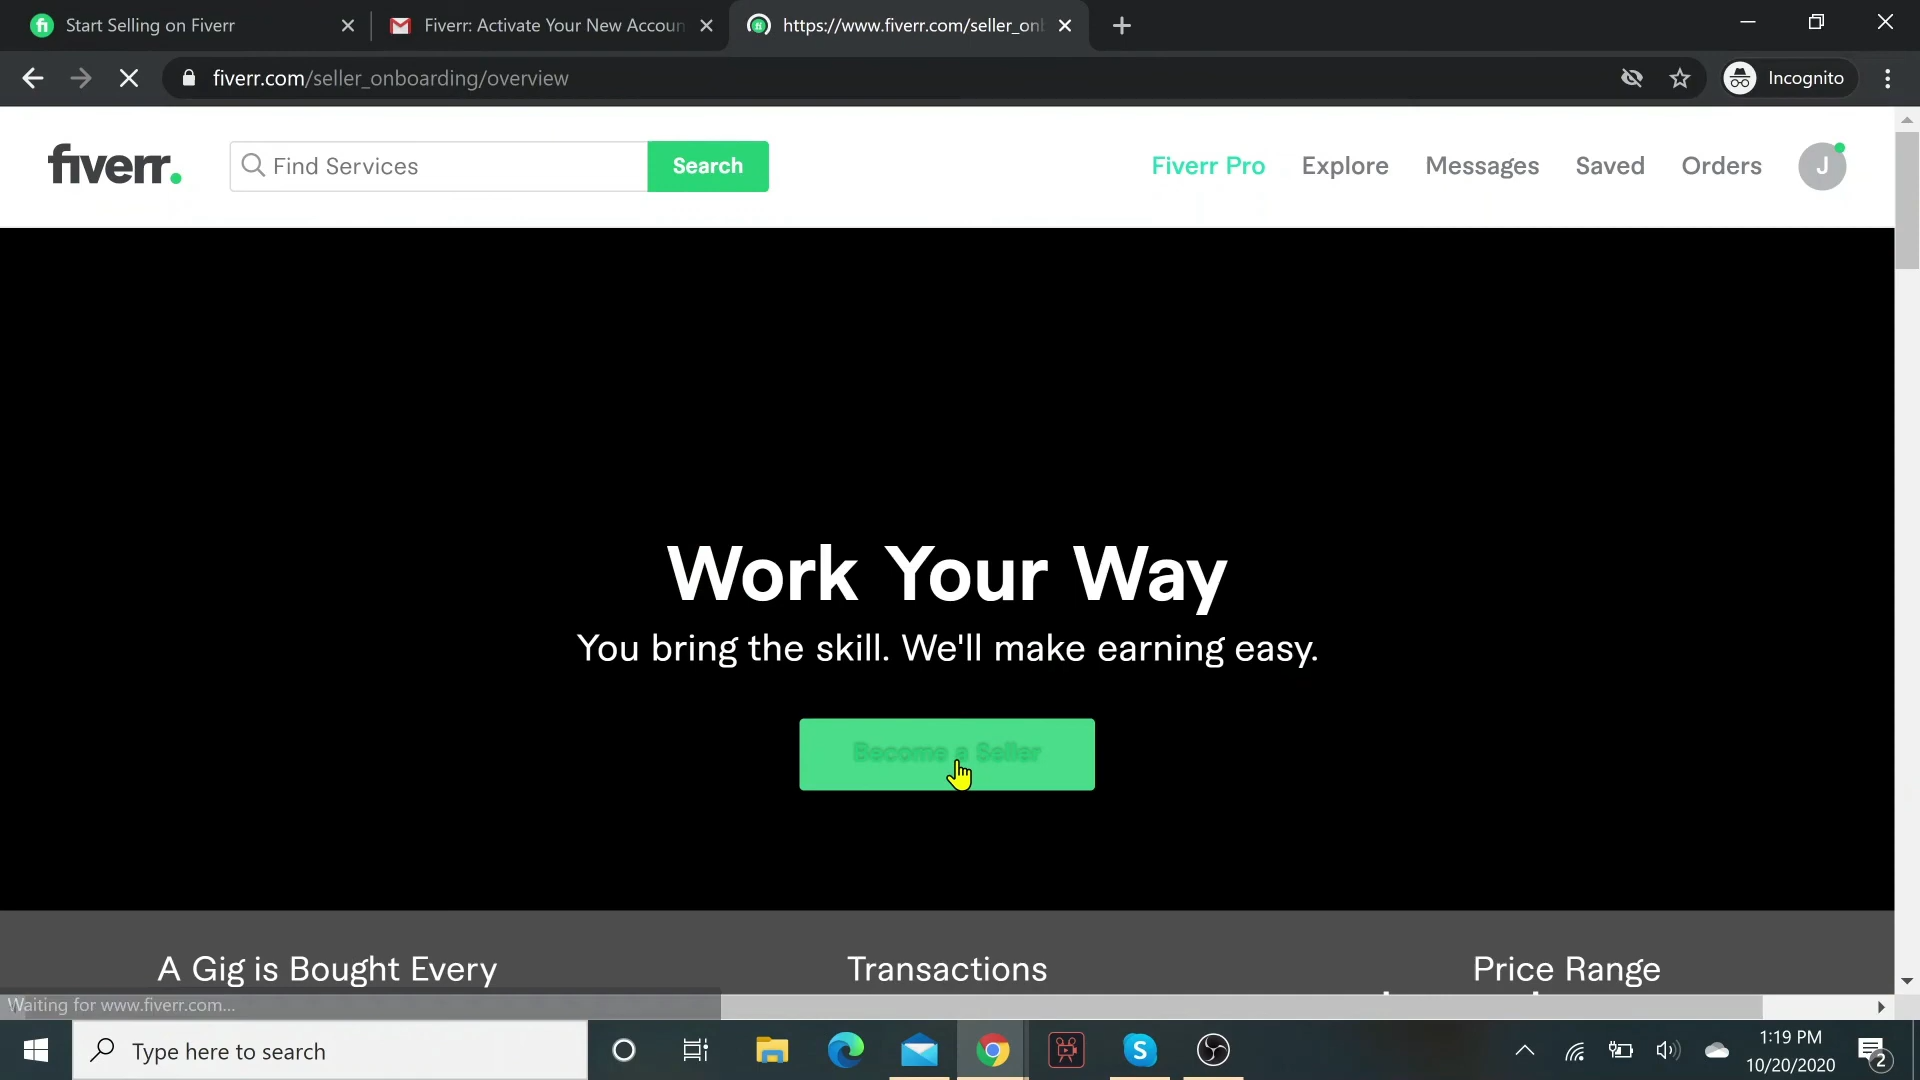 Start Selling on Fiverr
Fiverr: Activate Your New Accoun
https://www.fiverr.com/seller_on
fiverr.com/seller_onboarding/overview
Incognito
fiverr.
Find Services
Search
Fiverr Pro
Explore
Messages
Saved
Orders
J
Work Your Way
You bring the skill. We'll make earning easy.
Become a Seller
A Gig is Bought Every
Transactions
Price Range
Waiting for www.fiverr.com...
Type here to search
1:19 PM
10/20/2020
2